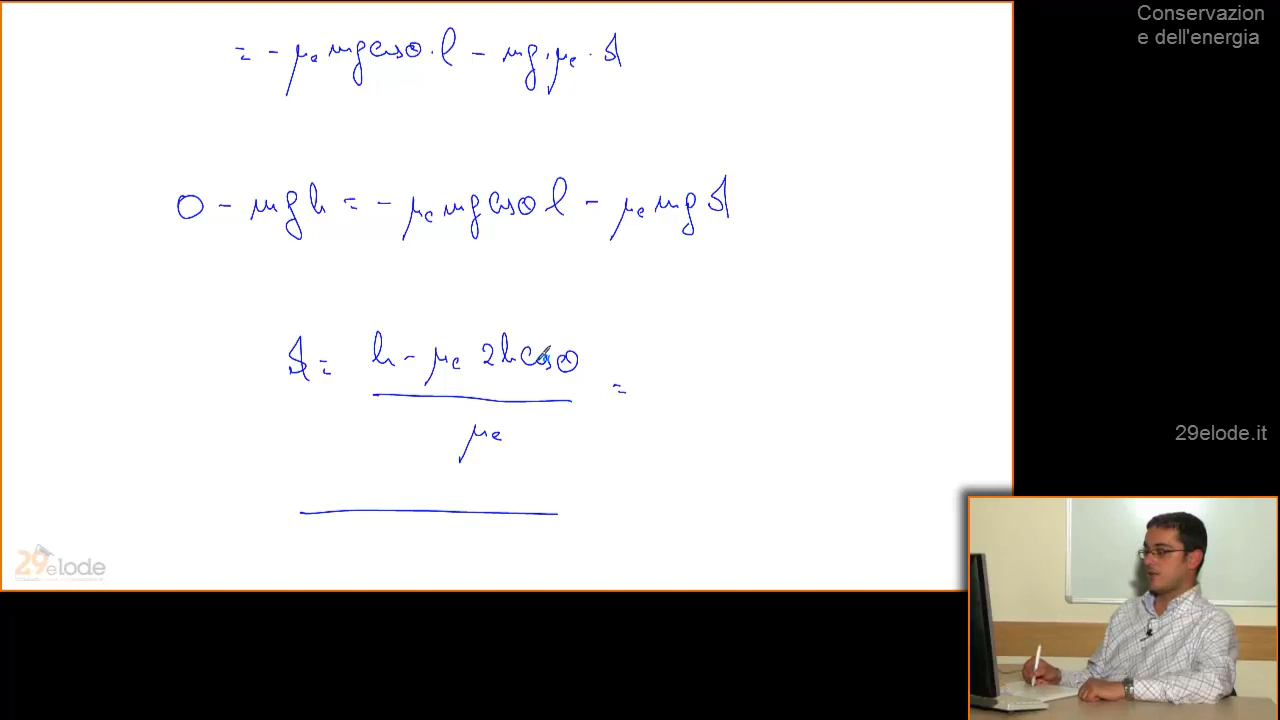 Conservazion
e dell'energia
= - μc mg cosθ · l - mg · μc · s
0 - mgh = - μc mg cosθ l - μc mg s
s = h - μc 2h cosθ =
μc
29elode.it
29elode